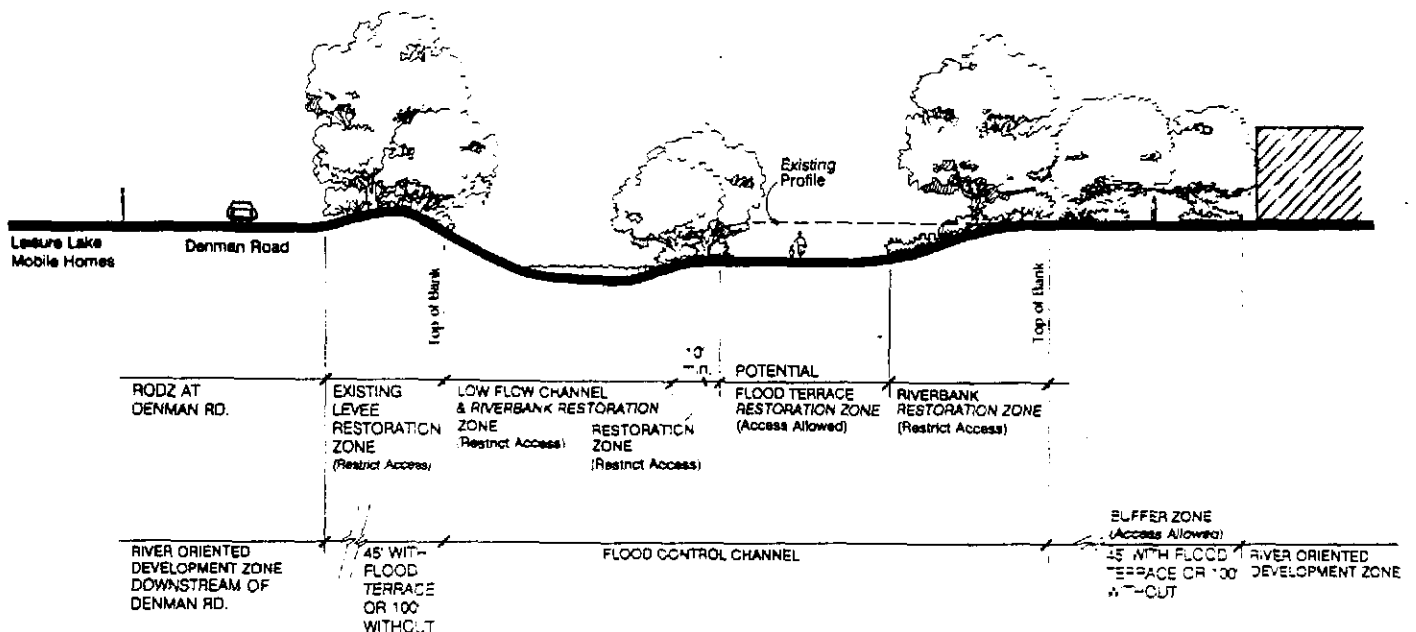 Existing
Profile
Leisure Lake
Mobile Homes
Denman Road
Top of Bank
Top of Bank
10'
RODZ AT
DENMAN RD.
EXISTING
LEVEE
RESTORATION
ZONE
(Restrict Access)
LOW FLOW CHANNEL
& RIVERBANK RESTORATION
ZONE
(Restrict Access)
RESTORATION
ZONE
(Restrict Access)
POTENTIAL
FLOOD TERRACE
RESTORATION ZONE
(Access Allowed)
RIVERBANK
RESTORATION ZONE
(Restrict Access)
RIVER ORIENTED
DEVELOPMENT ZONE
DOWNSTREAM OF
DENMAN RD.
45' WITH
FLOOD
TERRACE
OR 100'
WITHOUT
FLOOD CONTROL CHANNEL
BUFFER ZONE
(Access Allowed)
45' WITH FLOOD
TERRACE OR 100'
WITHOUT
RIVER ORIENTED
DEVELOPMENT ZONE